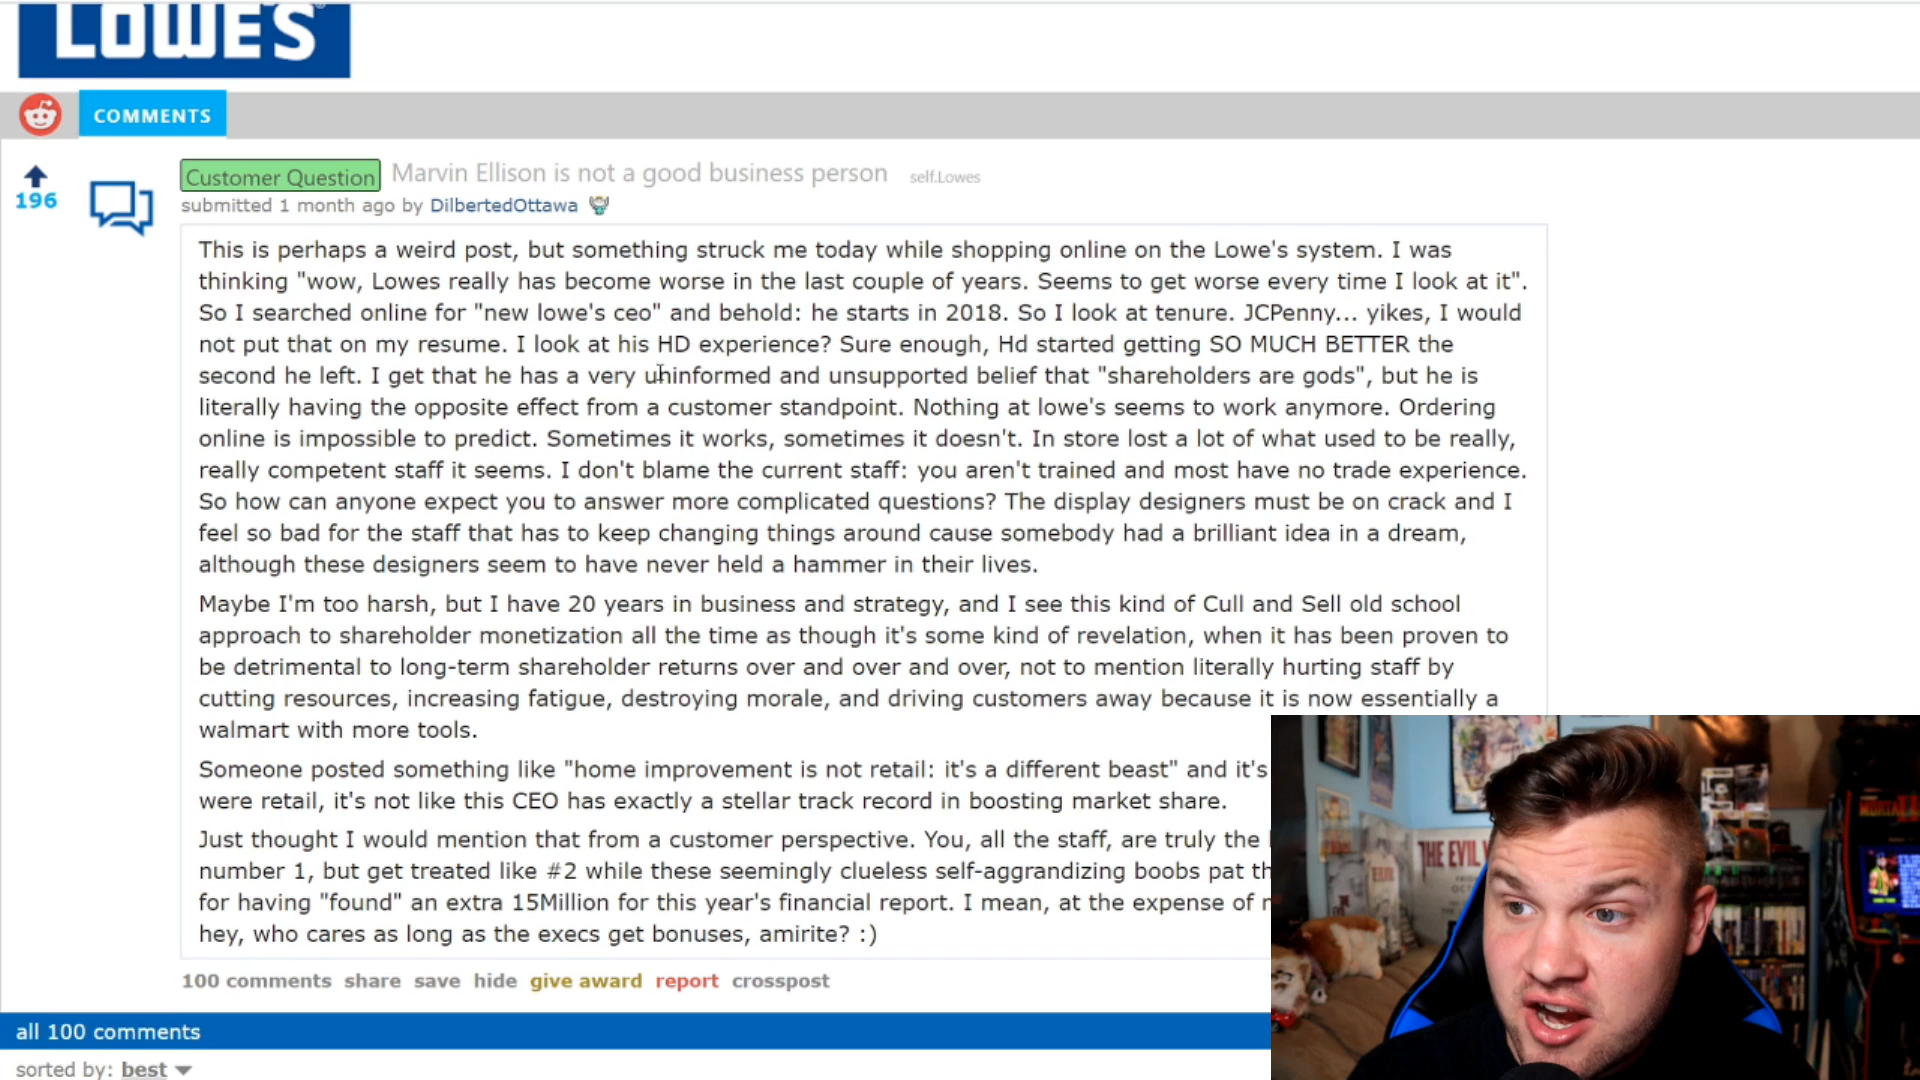 LOWE'S
COMMENTS
Customer Question Marvin Ellison is not a good business person self.Lowes
196
submitted 1 month ago by DilbertedOttawa
This is perhaps a weird post, but something struck me today while shopping online on the Lowe's system. I was
thinking "wow, Lowes really has become worse in the last couple of years. Seems to get worse every time I look at it".
So I searched online for "new lowe's ceo" and behold: he starts in 2018. So I look at tenure. JCPenny... yikes, I would
not put that on my resume. I look at his HD experience? Sure enough, Hd started getting SO MUCH BETTER the
second he left. I get that he has a very uninformed and unsupported belief that "shareholders are gods", but he is
literally having the opposite effect from a customer standpoint. Nothing at lowe's seems to work anymore. Ordering
online is impossible to predict. Sometimes it works, sometimes it doesn't. In store lost a lot of what used to be really,
really competent staff it seems. I don't blame the current staff: you aren't trained and most have no trade experience.
So how can anyone expect you to answer more complicated questions? The display designers must be on crack and I
feel so bad for the staff that has to keep changing things around cause somebody had a brilliant idea in a dream,
although these designers seem to have never held a hammer in their lives.
Maybe I'm too harsh, but I have 20 years in business and strategy, and I see this kind of Cull and Sell old school
approach to shareholder monetization all the time as though it's some kind of revelation, when it has been proven to
be detrimental to long-term shareholder returns over and over and over, not to mention literally hurting staff by
cutting resources, increasing fatigue, destroying morale, and driving customers away because it is now essentially a
walmart with more tools.
Someone posted something like "home improvement is not retail: it's a different beast" and it's
were retail, it's not like this CEO has exactly a stellar track record in boosting market share.
Just thought I would mention that from a customer perspective. You, all the staff, are truly the
number 1, but get treated like #2 while these seemingly clueless self-aggrandizing boobs pat
for having "found" an extra 15Million for this year's financial report. I mean, at the expense of
hey, who cares as long as the execs get bonuses, amirite? :)
100 comments share save hide give award report crosspost
all 100 comments
sorted by: best
THE EVIL